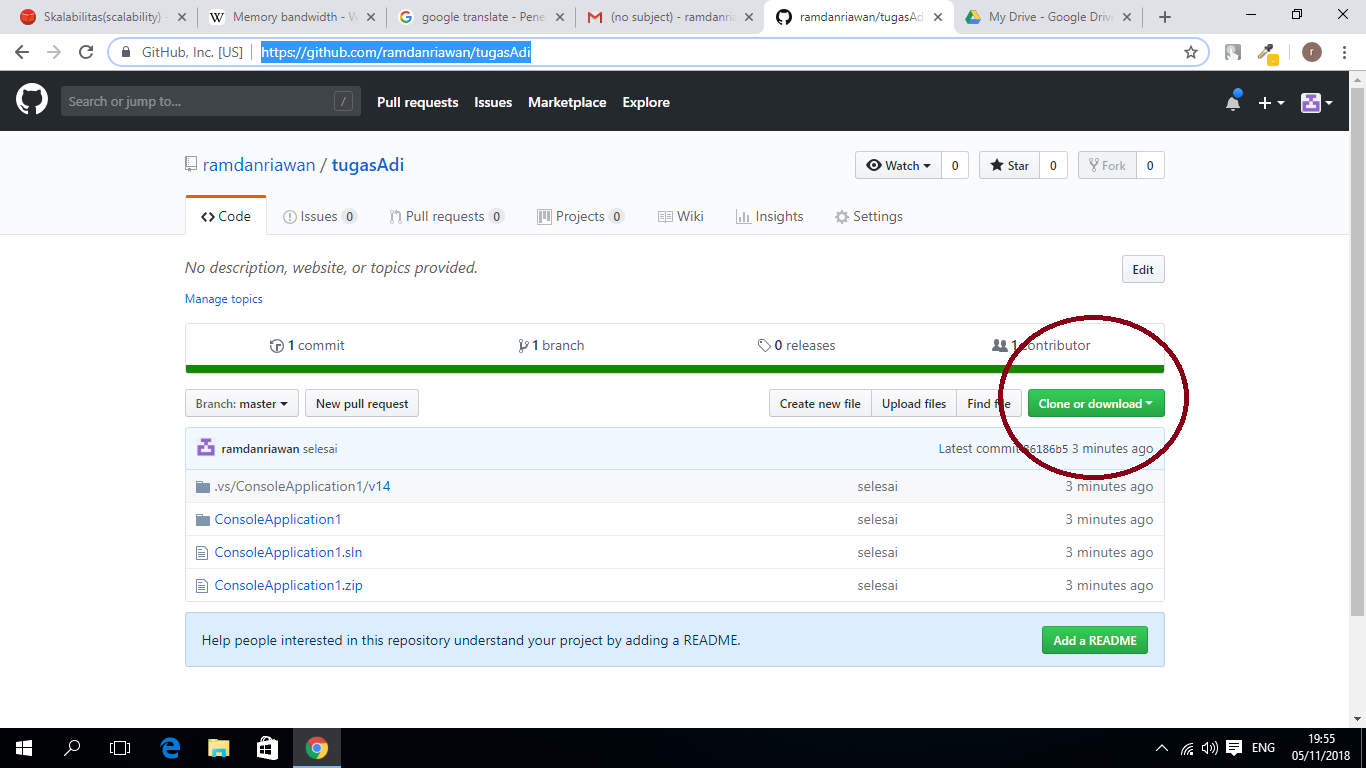 Skalabitas(scalability) -
Memory bandwidth - W
google translate - Penel
(no subject) - ramdanria
ramdanriawan/tugasAd
My Drive - Google Drive
GitHub, Inc. [US] https://github.com/ramdanriawan/tugasAdi r
Search or jump to... / Pull requests Issues Marketplace Explore
ramdanriawan / tugasAdi Watch 0 Star 0 Fork 0
Code Issues 0 Pull requests 0 Projects 0 Wiki Insights Settings
No description, website, or topics provided. Edit
Manage topics
1 commit 1 branch 0 releases 1 contributor
Branch: master New pull request Create new file Upload files Find file Clone or download
ramdanriawan selesai Latest commit 86186b5 3 minutes ago
.vs/ConsoleApplication1/v14 selesai 3 minutes ago
ConsoleApplication1 selesai 3 minutes ago
ConsoleApplication1.sln selesai 3 minutes ago
ConsoleApplication1.zip selesai 3 minutes ago
Help people interested in this repository understand your project by adding a README. Add a README
ENG 19:55
05/11/2018